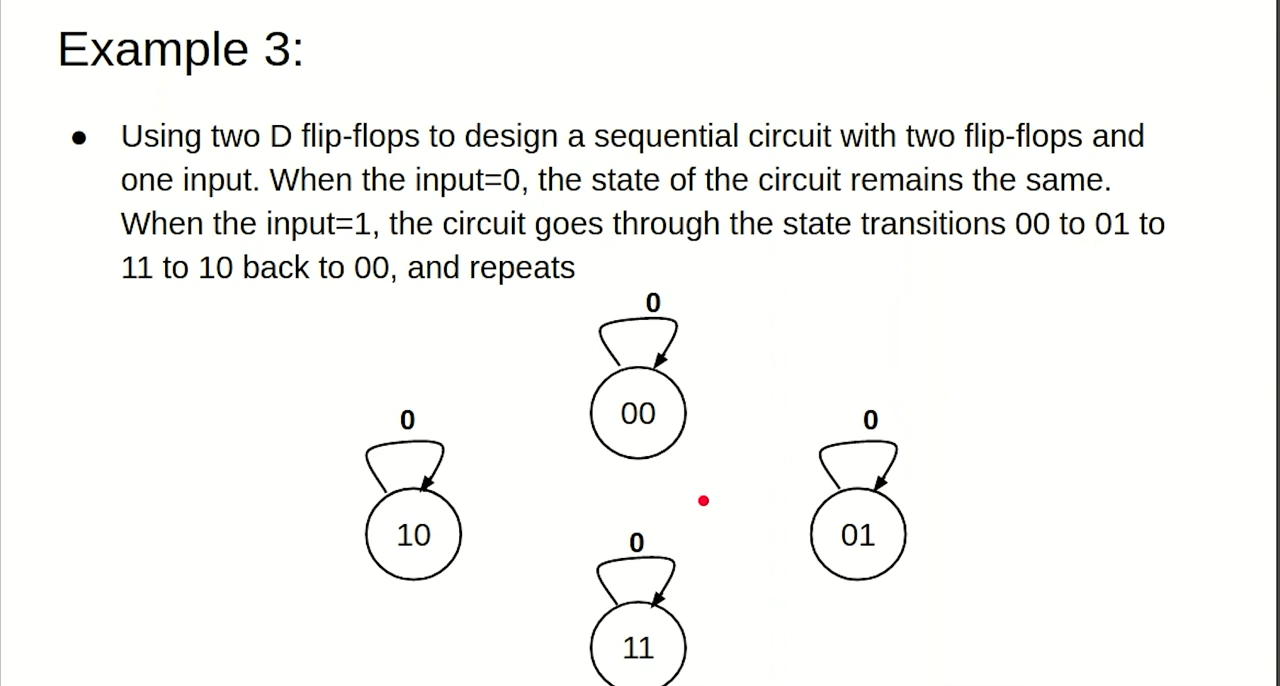 Example 3:
● Using two D flip-flops to design a sequential circuit with two flip-flops and
one input. When the input=0, the state of the circuit remains the same.
When the input=1, the circuit goes through the state transitions 00 to 01 to
11 to 10 back to 00, and repeats
0
00
0
0
10
01
0
11